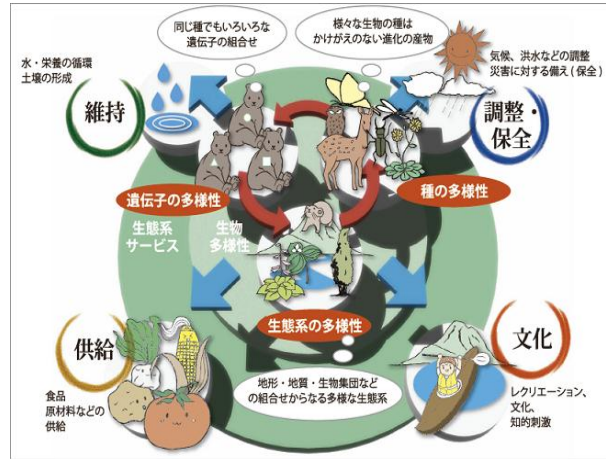 同じ種でもいろいろな
遺伝子の組合せ
様々な生物の種は
かけがえのない進化の産物
水・栄養の循環
土壌の形成
維持
気候、洪水などの調整
災害に対する備え(保全)
調整・
保全
遺伝子の多様性
種の多様性
生態系
サービス
生物
多様性
生態系の多様性
供給
食品
原材料などの
供給
地形・地質・生物集団など
の組合せからなる多様な生態系
文化
レクリエーション、
文化、
知的刺激